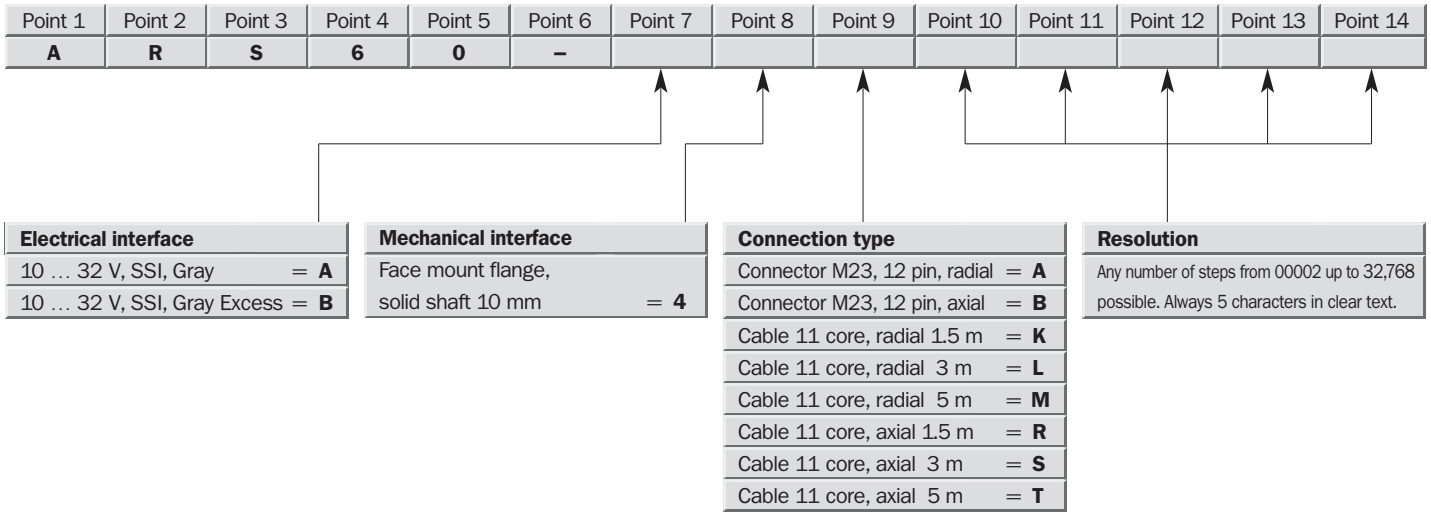 Point 1 Point 2 Point 3 Point 4 Point 5 Point 6 Point 7 Point 8 Point 9 Point 10 Point 11 Point 12 Point 13 Point 14
A R S 6 0 –
Electrical interface
10 ... 32 V, SSI, Gray = A
10 ... 32 V, SSI, Gray Excess = B
Mechanical interface
Face mount flange,
solid shaft 10 mm = 4
Connection type
Connector M23, 12 pin, radial = A
Connector M23, 12 pin, axial = B
Cable 11 core, radial 1.5 m = K
Cable 11 core, radial 3 m = L
Cable 11 core, radial 5 m = M
Cable 11 core, axial 1.5 m = R
Cable 11 core, axial 3 m = S
Cable 11 core, axial 5 m = T
Resolution
Any number of steps from 00002 up to 32,768
possible. Always 5 characters in clear text.